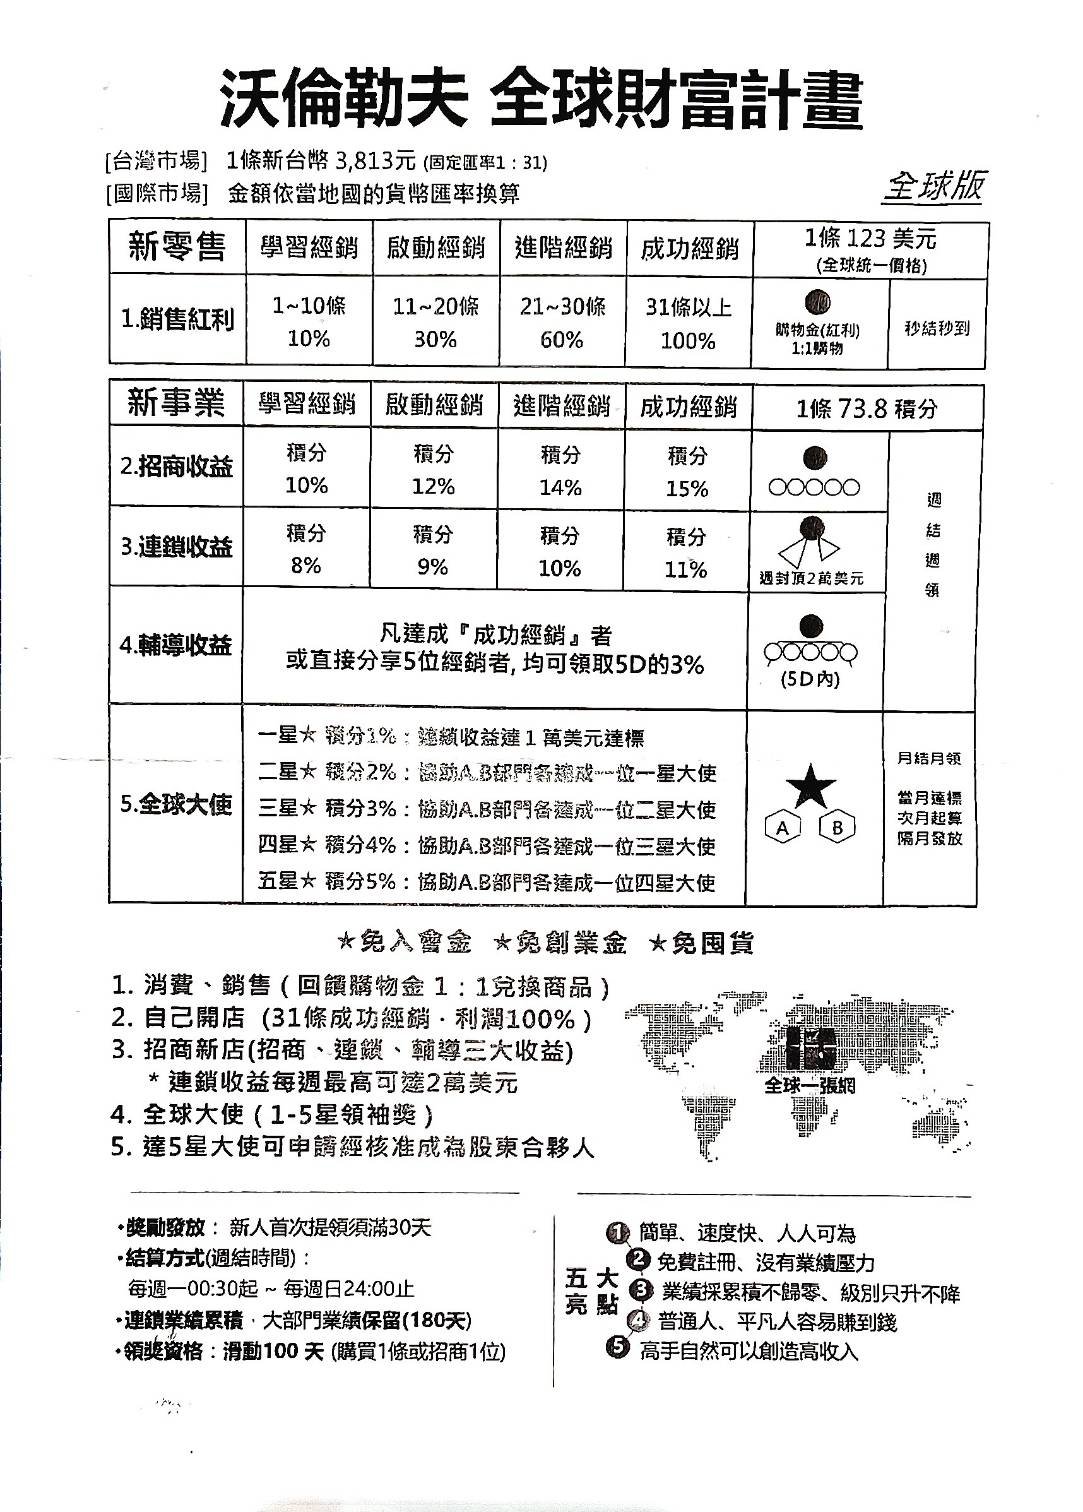 沃倫勒夫 全球財富計畫
[台灣市場] 1條新台幣 3,813元 (固定匯率1：31)
[國際市場] 金額依當地國的貨幣匯率換算
全球版
新零售 學習經銷 啟動經銷 進階經銷 成功經銷 1條 123 美元
(全球統一價格)
1.銷售紅利 1~10條 11~20條 21~30條 31條以上
10% 30% 60% 100%
購物金(紅利)
1:1購物
秒結秒到
新事業 學習經銷 啟動經銷 進階經銷 成功經銷 1條 73.8 積分
2.招商收益 積分 積分 積分 積分
10% 12% 14% 15%
3.連鎖收益 積分 積分 積分 積分
8% 9% 10% 11%
週封頂2萬美元
週結週領
4.輔導收益 凡達成『成功經銷』者
或直接分享5位經銷者, 均可領取5D的3%
(5D內)
5.全球大使
一星★ 積分1%：連鎖收益達 1 萬美元達標
二星★ 積分2%：協助A.B部門各達成一位一星大使
三星★ 積分3%：協助A.B部門各達成一位二星大使
四星★ 積分4%：協助A.B部門各達成一位三星大使
五星★ 積分5%：協助A.B部門各達成一位四星大使
A B
月結月領
當月達標
次月起算
隔月發放
★免入會金 ★免創業金 ★免囤貨
1. 消費、銷售 ( 回饋購物金 1：1兌換商品 )
2. 自己開店 (31條成功經銷．利潤100% )
3. 招商新店(招商、連鎖、輔導三大收益)
* 連鎖收益每週最高可達2萬美元
4. 全球大使 ( 1-5星領袖獎 )
5. 達5星大使可申請經核准成為股東合夥人
全球一張網
•獎勵發放： 新人首次提領須滿30天
•結算方式(週結時間)：
每週一00:30起 ~ 每週日24:00止
•連鎖業績累積．大部門業績保留(180天)
•領獎資格：滑動100 天 (購買1條或招商1位)
五大亮點
1 簡單、速度快、人人可為
2 免費註冊、沒有業績壓力
3 業績採累積不歸零、級別只升不降
4 普通人、平凡人容易賺到錢
5 高手自然可以創造高收入